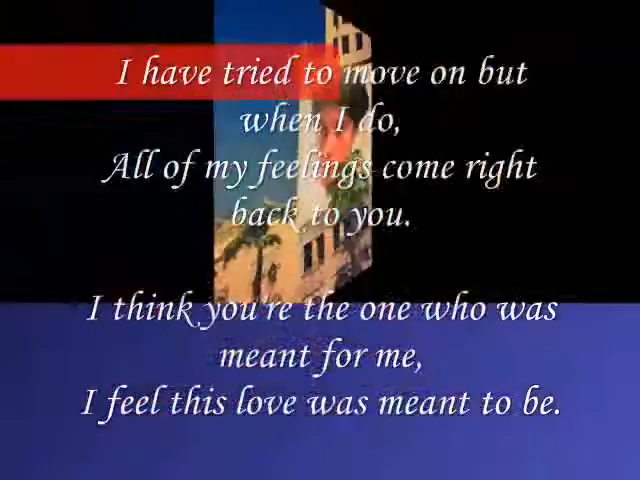 I have tried to move on but
when I do,
All of my feelings come right
back to you.
I think you're the one who was
meant for me,
I feel this love was meant to be.